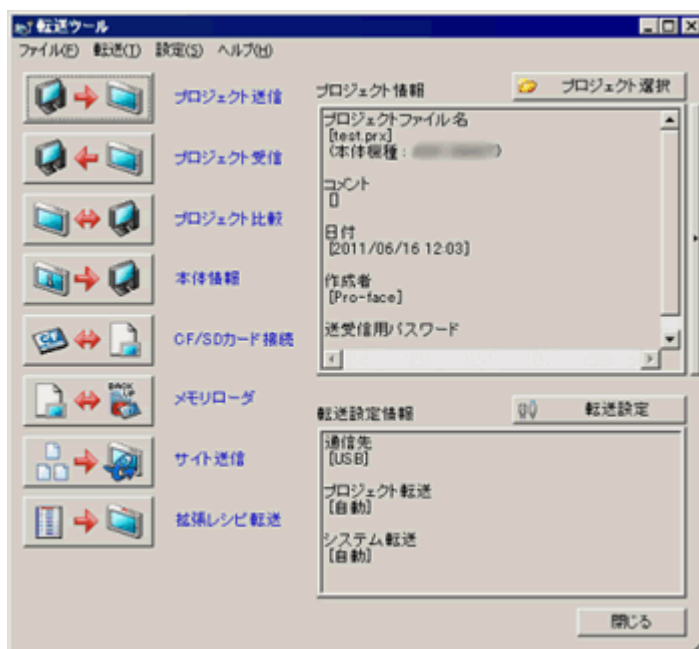 転送ツール
ファイル(F) 転送(T) 設定(S) ヘルプ(H)
プロジェクト送信
プロジェクト受信
プロジェクト比較
本体情報
CF/SDカード接続
メモリローダ
サイト送信
拡張レシピ転送
プロジェクト情報
プロジェクト選択
プロジェクトファイル名
[test.prx]
(本体機種:
コメント
[]
日付
[2011/06/16 12:03]
作成者
[Pro-face]
送受信用パスワード
転送設定情報
転送設定
通信先
[USB]
プロジェクト転送
[自動]
システム転送
[自動]
閉じる